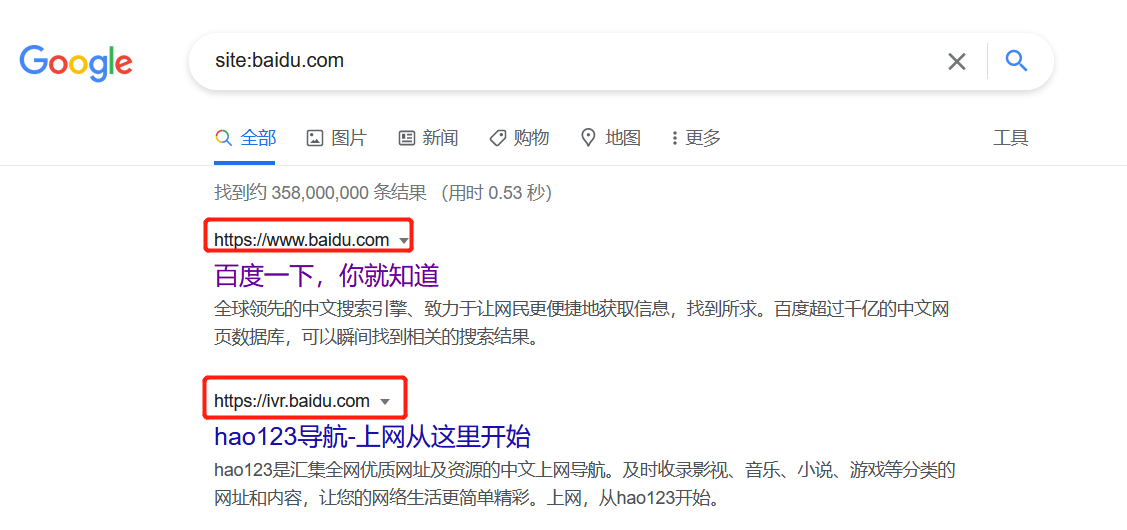 Google
site:baidu.com
全部 图片 新闻 购物 地图 更多 工具
找到约 358,000,000 条结果 （用时 0.53 秒）
https://www.baidu.com
百度一下，你就知道
全球领先的中文搜索引擎、致力于让网民更便捷地获取信息，找到所求。百度超过千亿的中文网
页数据库，可以瞬间找到相关的搜索结果。
https://ivr.baidu.com
hao123导航-上网从这里开始
hao123是汇集全网优质网址及资源的中文上网导航。及时收录影视、音乐、小说、游戏等分类的
网址和内容，让您的网络生活更简单精彩。上网，从hao123开始。